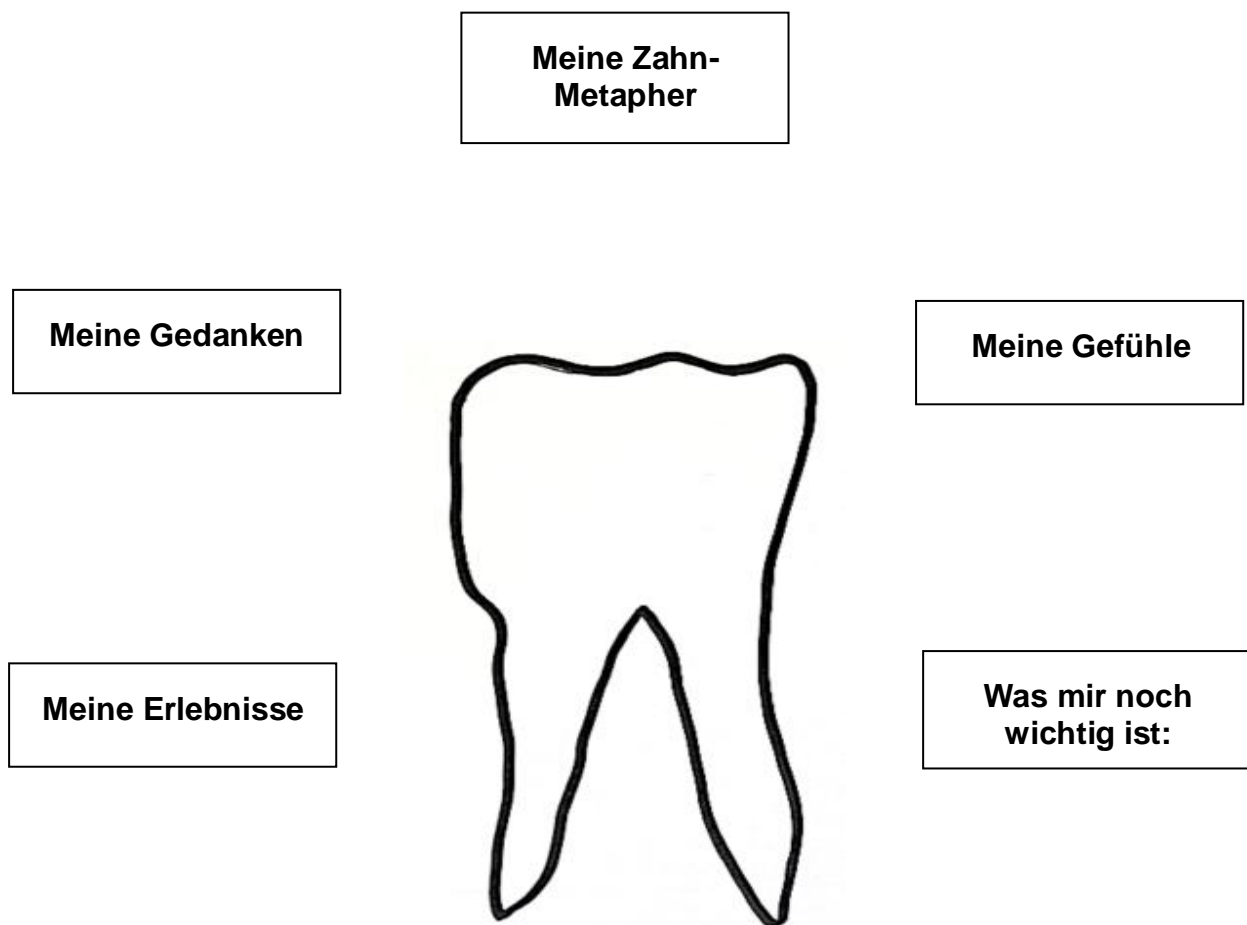 Meine Zahn-
Metapher
Meine Gedanken
Meine Gefühle
Meine Erlebnisse
Was mir noch
wichtig ist: